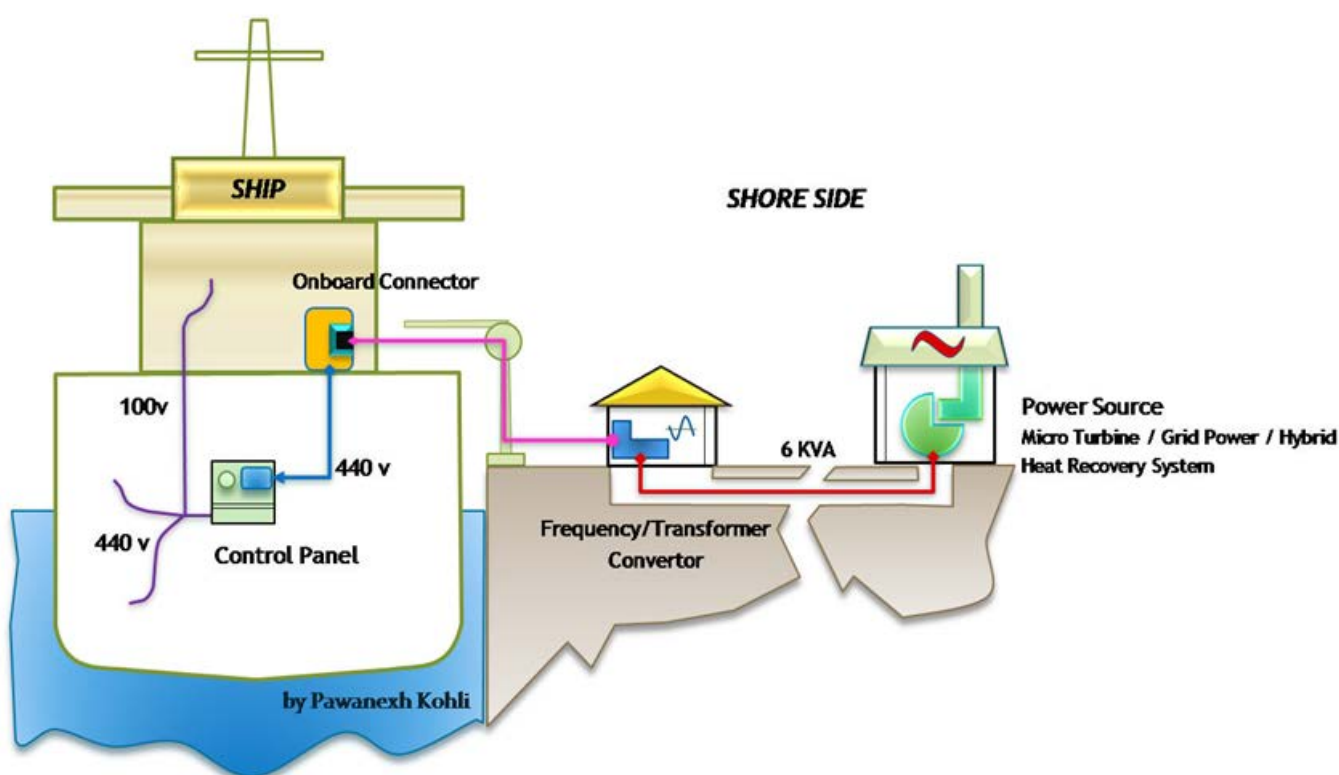 SHIP
SHORE SIDE
Onboard Connector
100v
440 v
440 v
Control Panel
6 KVA
Power Source
Micro Turbine / Grid Power / Hybrid
Heat Recovery System
Frequency/Transformer
Convertor
by Pawanexh Kohli